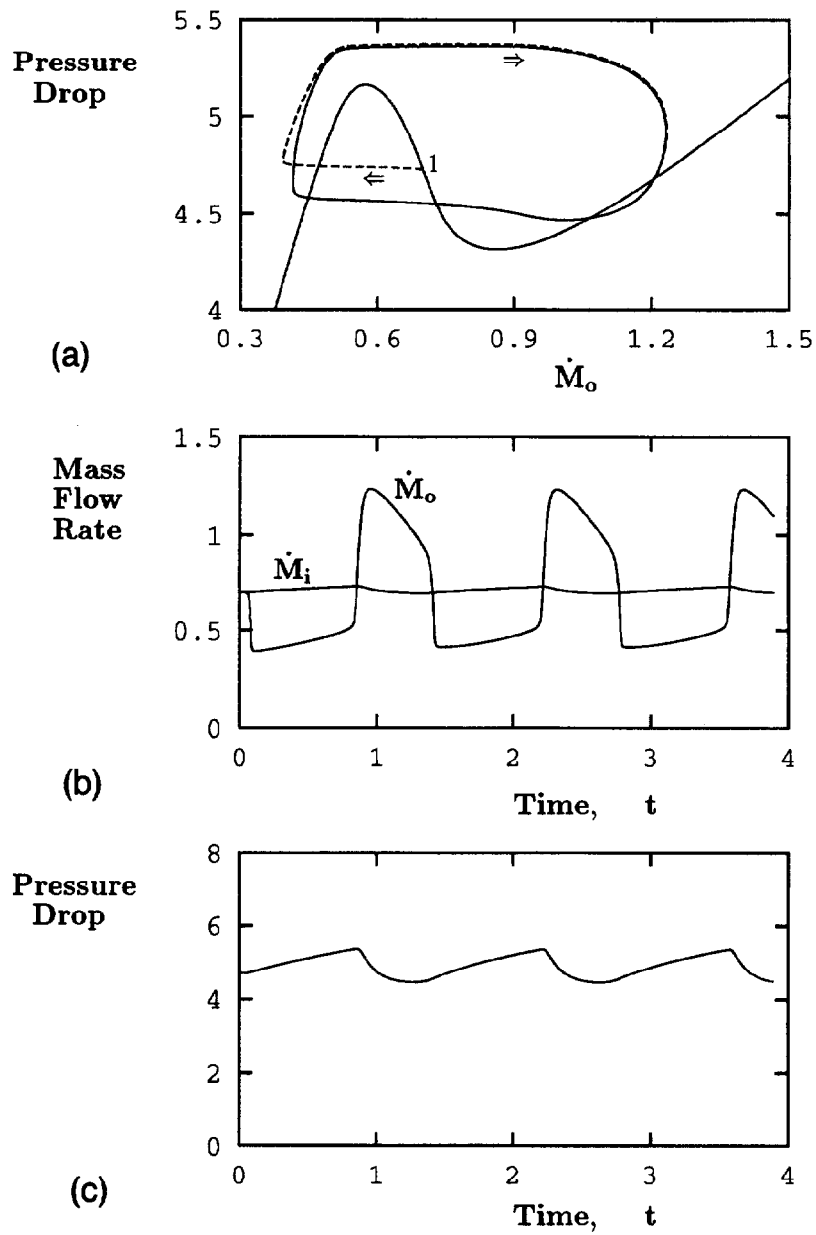 Pressure
Drop
5.5
5
4.5
4
⇒
1
⇐
0.3 0.6 0.9 1.2 1.5
(a)
Ṁₒ
Mass
Flow
Rate
1.5
1
0.5
0
Ṁₒ
Ṁᵢ
0 1 2 3 4
(b)
Time, t
Pressure
Drop
8
6
4
2
0
0 1 2 3 4
(c)
Time, t